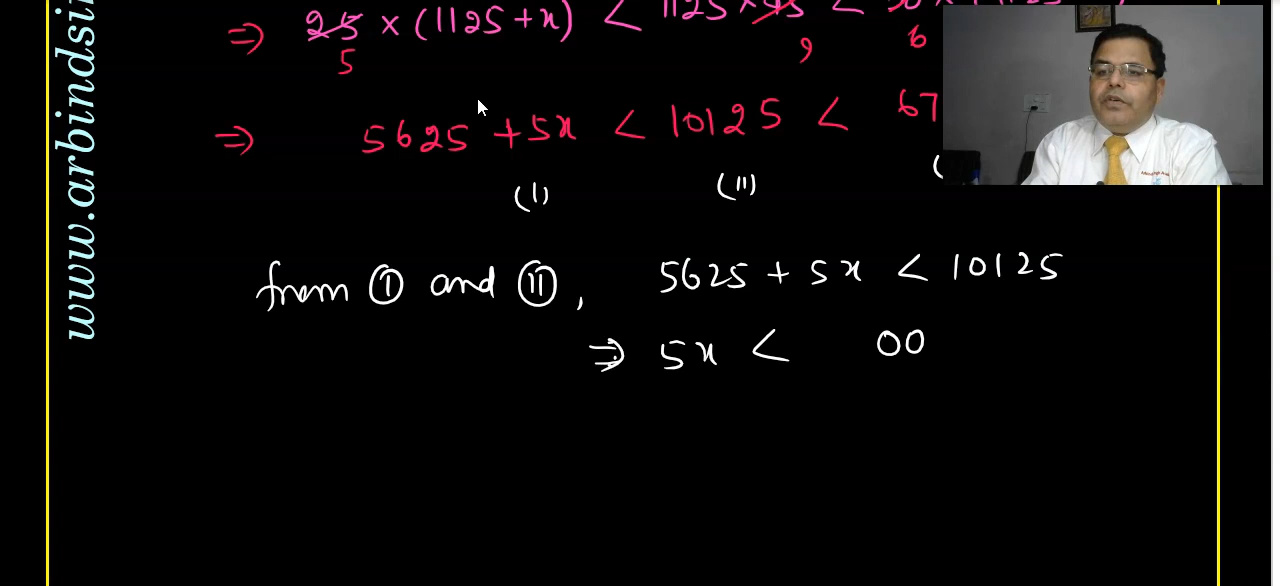 ⇒ 25 × (1125 + x) < 1125 × 45 <
5 9 6
⇒ 5625 + 5x < 10125 < 67
(I) (II) (
from Ⓘ and Ⓘⓘ, 5625 + 5x < 10125
⇒ 5x < 00
www.arbindsi